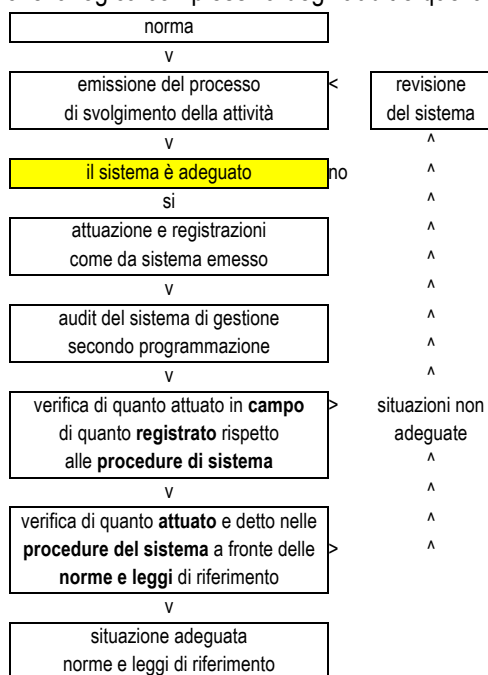 norma
v
emissione del processo < revisione
di svolgimento della attività del sistema
v ^
il sistema è adeguato no ^
si ^
attuazione e registrazioni ^
come da sistema emesso ^
v ^
audit del sistema di gestione ^
secondo programmazione ^
v ^
verifica di quanto attuato in campo > situazioni non
di quanto registrato rispetto adeguate
alle procedure di sistema ^
v ^
verifica di quanto attuato e detto nelle ^
procedure del sistema a fronte delle > ^
norme e leggi di riferimento
v
situazione adeguata
norme e leggi di riferimento